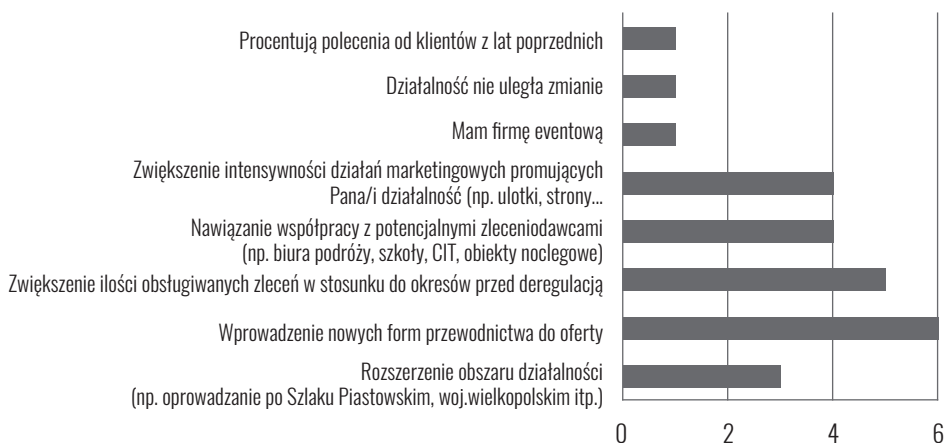 Procentują polecenia od klientów z lat poprzednich
Działalność nie uległa zmianie
Mam firmę eventową
Zwiększenie intensywności działań marketingowych promujących
Pana/i działalność (np. ulotki, strony...
Nawiązanie współpracy z potencjalnymi zleceniodawcami
(np. biura podróży, szkoły, CIT, obiekty noclegowe)
Zwiększenie ilości obsługiwanych zleceń w stosunku do okresów przed deregulacją
Wprowadzenie nowych form przewodnictwa do oferty
Rozszerzenie obszaru działalności
(np. oprowadzanie po Szlaku Piastowskim, woj.wielkopolskim itp.)
0 2 4 6